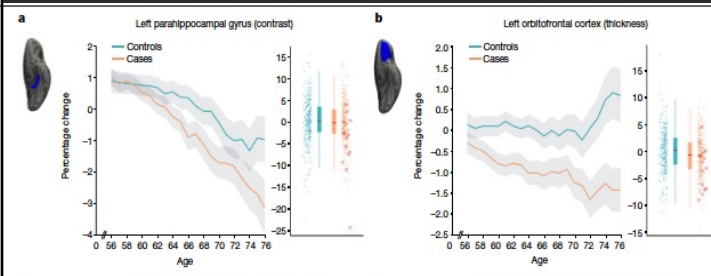 a
Left parahippocampal gyrus (contrast)
Controls
Cases
Percentage change
2
1
0
–1
–2
–3
–4
0 56 58 60 62 64 66 68 70 72 74 76
Age
15
10
5
0
–5
–10
–15
–20
–25
b
Left orbitofrontal cortex (thickness)
Controls
Cases
Percentage change
2.0
1.5
1.0
0.5
0
–0.5
–1.0
–1.5
–2.0
–2.5
0 56 58 60 62 64 66 68 70 72 74 76
Age
15
10
5
0
–5
–10
–15